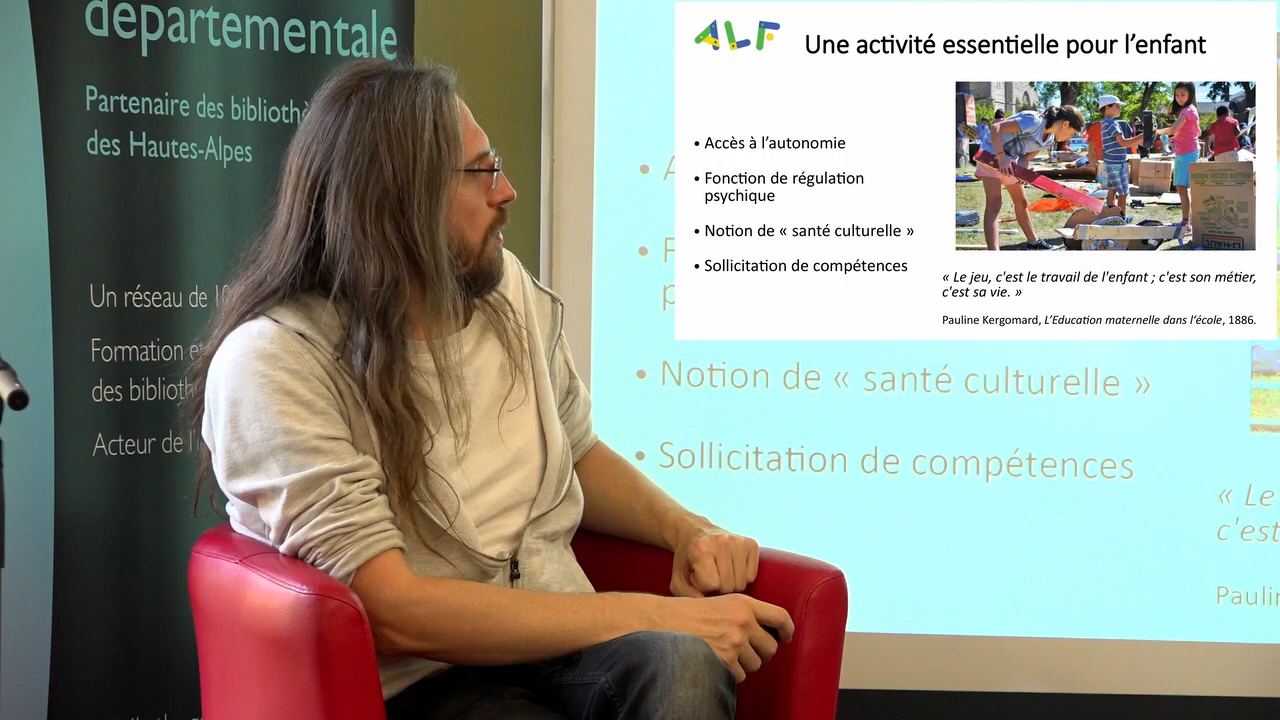 départementale
Partenaire des biblioth
des Hautes-Alpes
Un réseau de
Formation
des biblioth
Acteur de
ALF
Une activité essentielle pour l'enfant
• Accès à l'autonomie
• Fonction de régulation
psychique
• Notion de « santé culturelle »
• Sollicitation de compétences
« Le jeu, c'est le travail de l'enfant ; c'est son métier,
c'est sa vie. »
Pauline Kergomard, L'Education maternelle dans l'école, 1886.
• Notion de « santé culturelle »
• Sollicitation de compétences
« Le
c'est
Paulin